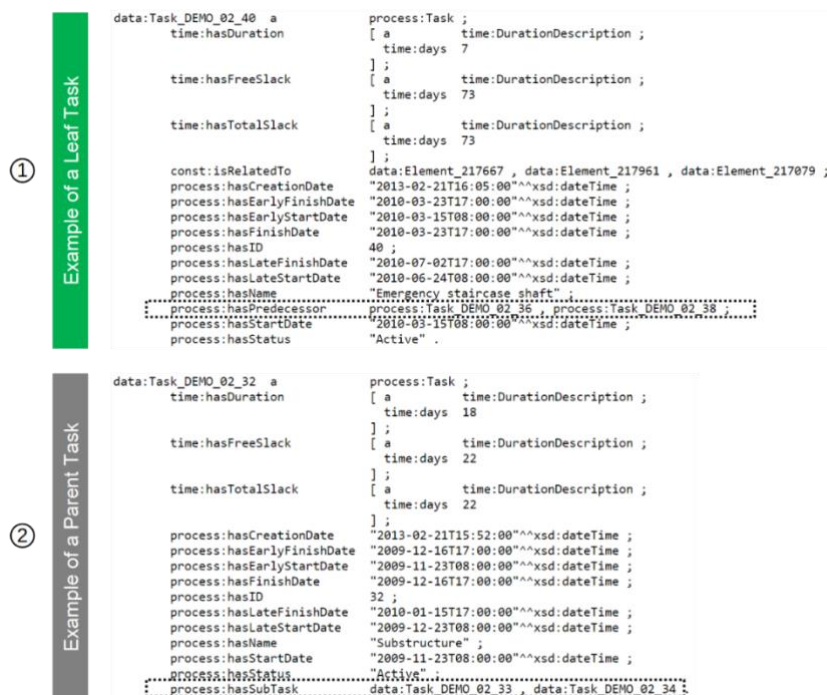 ①
Example of a Leaf Task
data:Task_DEMO_02_40 a process:Task ;
time:hasDuration [ a time:DurationDescription ;
time:days 7
] ;
time:hasFreeSlack [ a time:DurationDescription ;
time:days 73
] ;
time:hasTotalSlack [ a time:DurationDescription ;
time:days 73
] ;
const:isRelatedTo data:Element_217667 , data:Element_217961 , data:Element_217079 ;
process:hasCreationDate "2013-02-21T16:05:00"^^xsd:dateTime ;
process:hasEarlyFinishDate "2010-03-23T17:00:00"^^xsd:dateTime ;
process:hasEarlyStartDate "2010-03-15T08:00:00"^^xsd:dateTime ;
process:hasFinishDate "2010-03-23T17:00:00"^^xsd:dateTime ;
process:hasID 40 ;
process:hasLateFinishDate "2010-07-02T17:00:00"^^xsd:dateTime ;
process:hasLateStartDate "2010-06-24T08:00:00"^^xsd:dateTime ;
process:hasName "Emergency staircase shaft" ;
process:hasPredecessor process:Task_DEMO_02_36 , process:Task_DEMO_02_38 ;
process:hasStartDate "2010-03-15T08:00:00"^^xsd:dateTime ;
process:hasStatus "Active" .
②
Example of a Parent Task
data:Task_DEMO_02_32 a process:Task ;
time:hasDuration [ a time:DurationDescription ;
time:days 18
] ;
time:hasFreeSlack [ a time:DurationDescription ;
time:days 22
] ;
time:hasTotalSlack [ a time:DurationDescription ;
time:days 22
] ;
process:hasCreationDate "2013-02-21T15:52:00"^^xsd:dateTime ;
process:hasEarlyFinishDate "2009-12-16T17:00:00"^^xsd:dateTime ;
process:hasEarlyStartDate "2009-11-23T08:00:00"^^xsd:dateTime ;
process:hasFinishDate "2009-12-16T17:00:00"^^xsd:dateTime ;
process:hasID 32 ;
process:hasLateFinishDate "2010-01-15T17:00:00"^^xsd:dateTime ;
process:hasLateStartDate "2009-12-23T08:00:00"^^xsd:dateTime ;
process:hasName "Substructure" ;
process:hasStartDate "2009-11-23T08:00:00"^^xsd:dateTime ;
process:hasStatus "Active" ;
process:hasSubTask data:Task_DEMO_02_33 , data:Task_DEMO_02_34 .